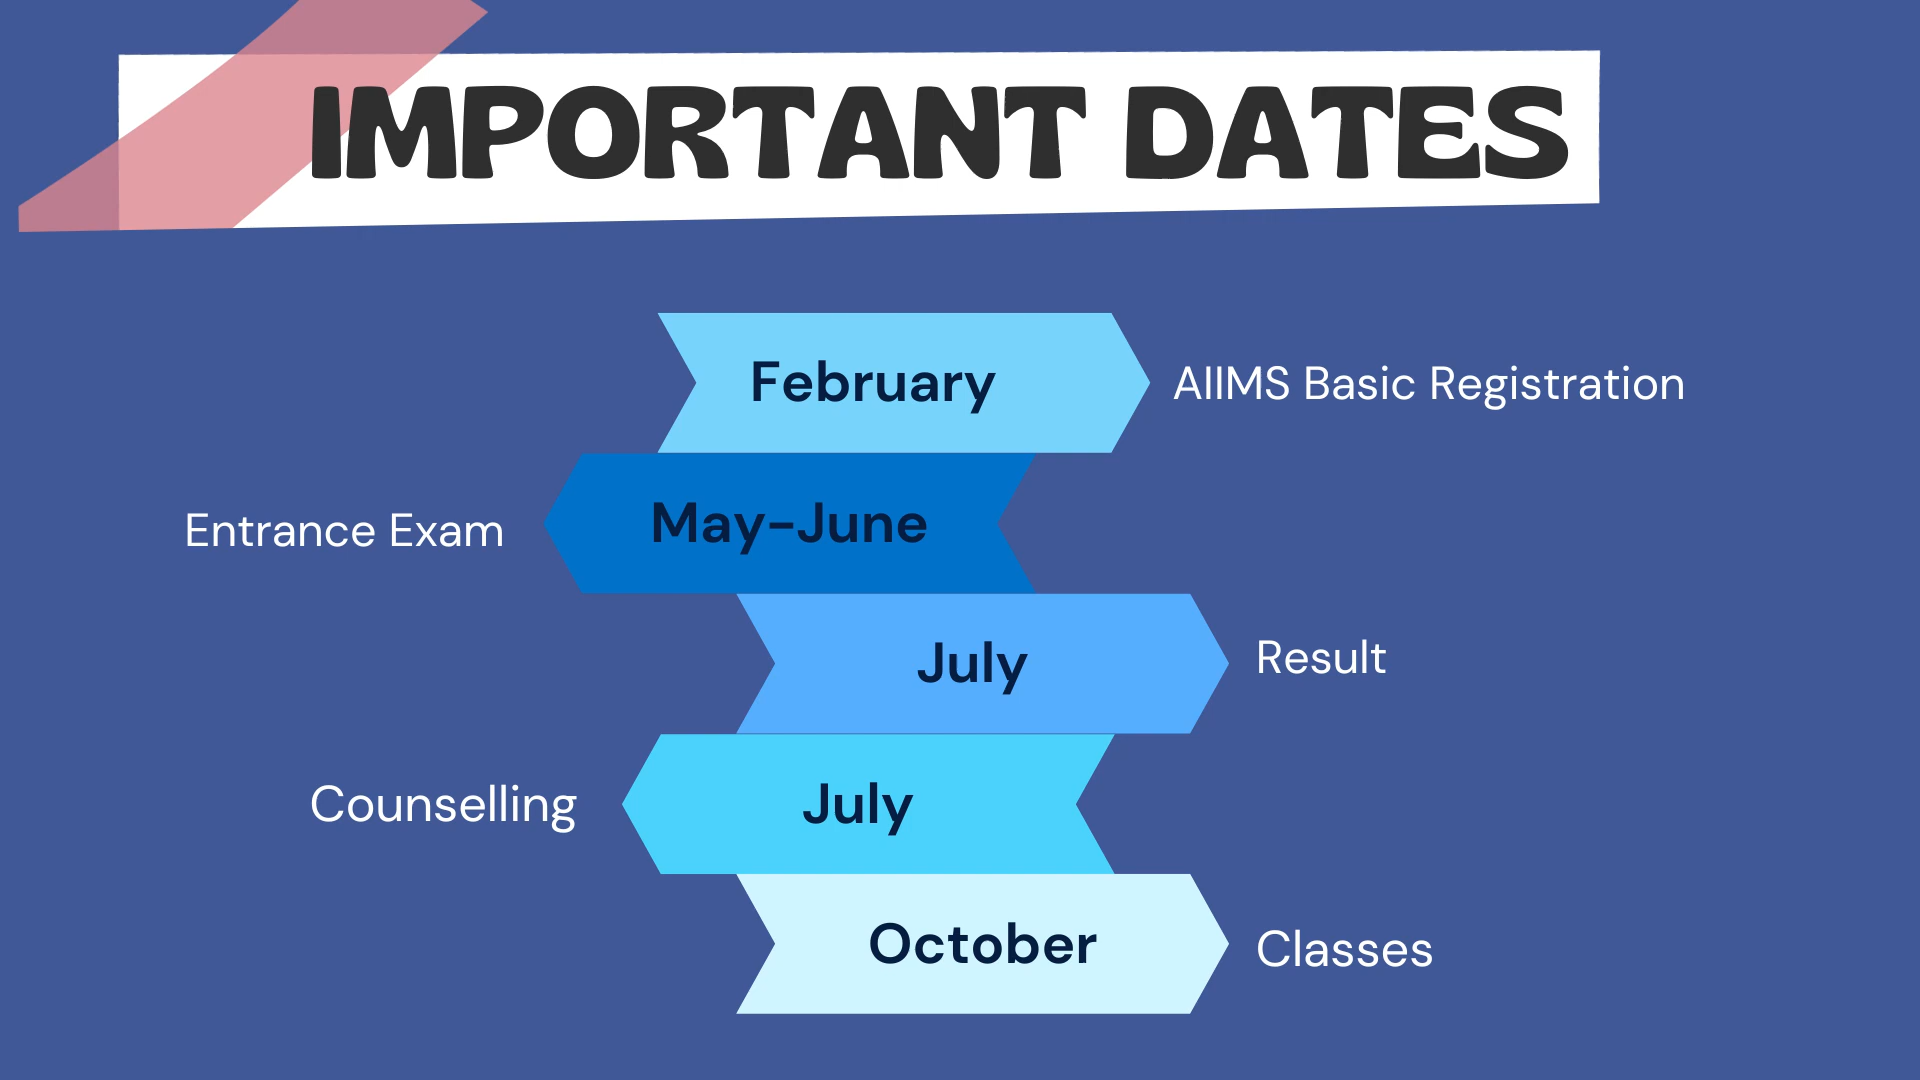 IMPORTANT DATES
February
AIIMS Basic Registration
Entrance Exam
May-June
July
Result
Counselling
July
October
Classes